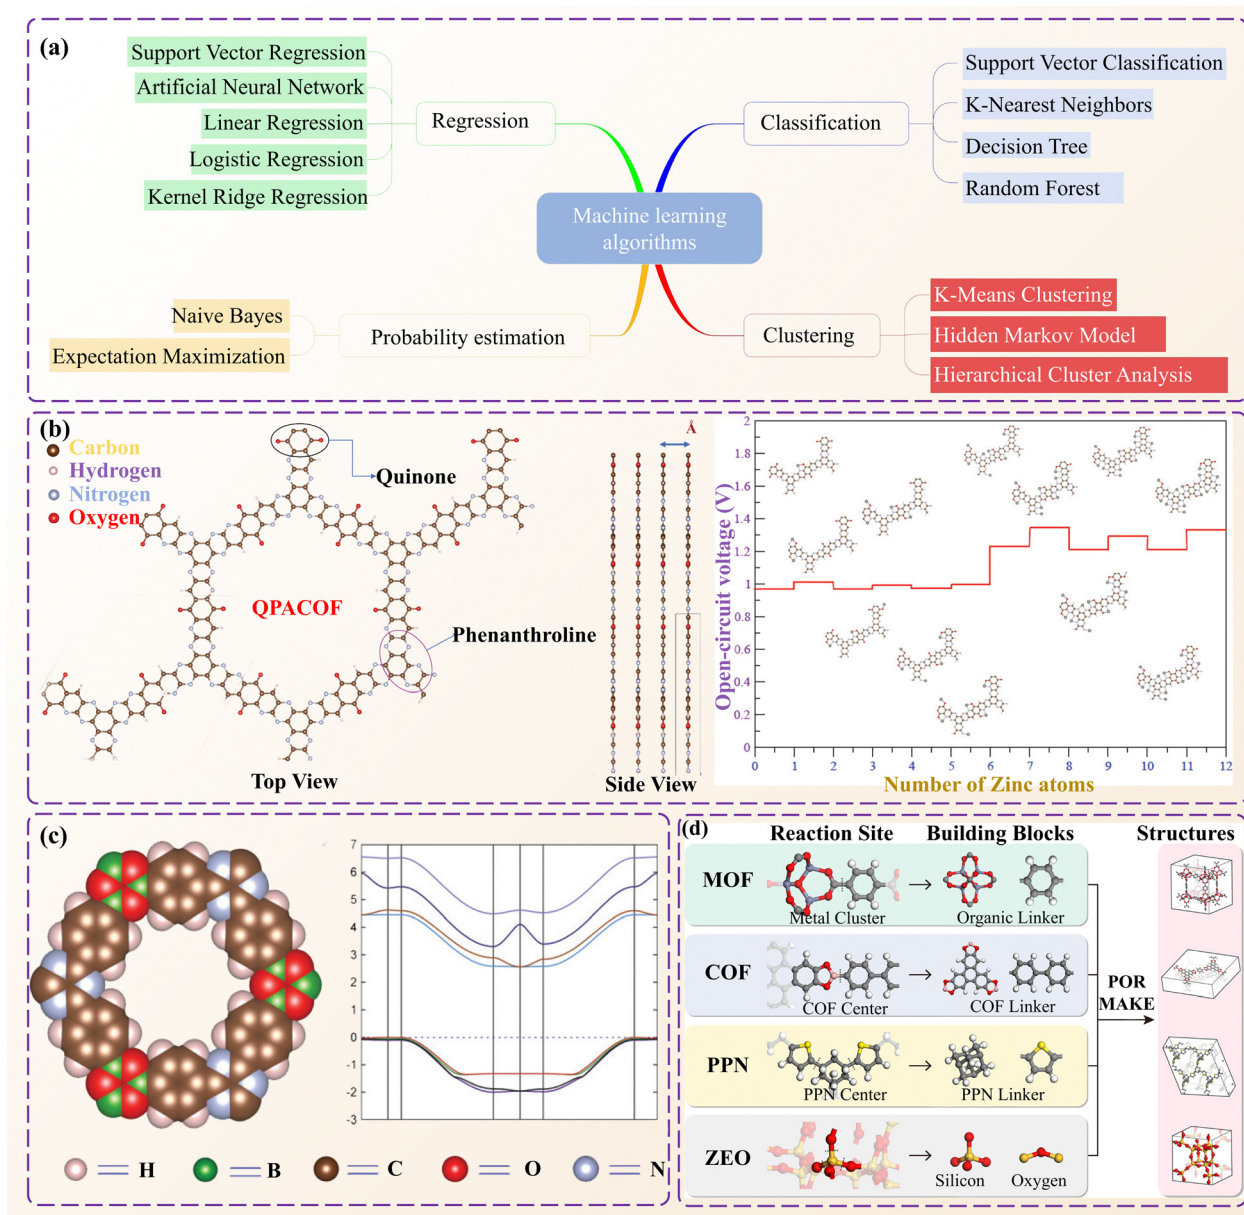 (a)
Support Vector Regression
Artificial Neural Network
Linear Regression
Logistic Regression
Kernel Ridge Regression
Regression
Classification
Support Vector Classification
K-Nearest Neighbors
Decision Tree
Random Forest
Machine learning
algorithms
Naive Bayes
Expectation Maximization
Probability estimation
Clustering
K-Means Clustering
Hidden Markov Model
Hierarchical Cluster Analysis
(b)
Carbon
Hydrogen
Nitrogen
Oxygen
Quinone
QPACOF
Phenanthroline
Top View
Å
Side View
Open-circuit voltage (V)
2
1.8
1.6
1.4
1.2
1
0.8
0.6
0.4
0.2
0
0 1 2 3 4 5 6 7 8 9 10 11 12
Number of Zinc atoms
(c)
7
6
5
4
3
2
1
0
-1
-2
-3
H
B
C
O
N
(d)
Reaction Site
Building Blocks
Structures
MOF
Metal Cluster
Organic Linker
COF
COF Center
COF Linker
PPN
PPN Center
PPN Linker
ZEO
Silicon
Oxygen
POR
MAKE